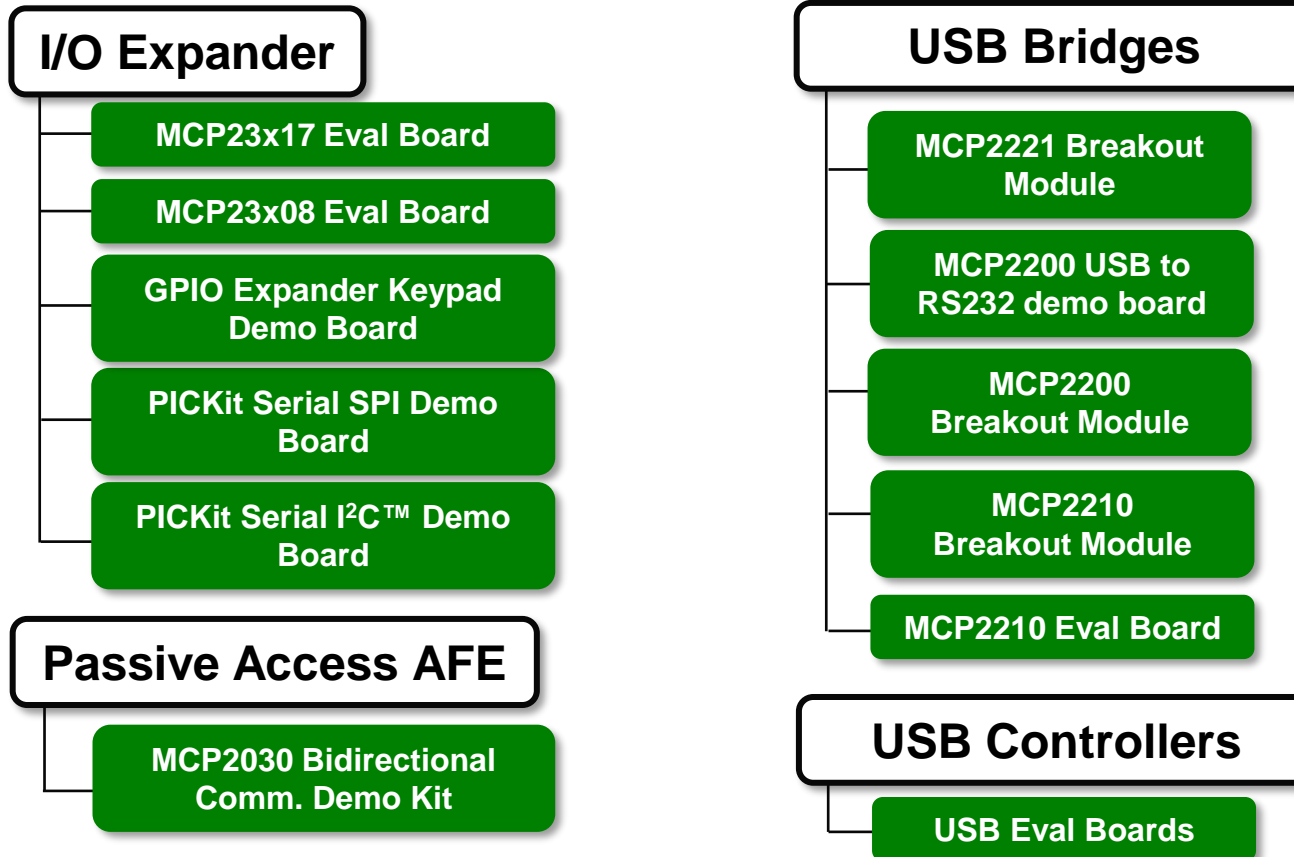 I/O Expander
MCP23x17 Eval Board
MCP23x08 Eval Board
GPIO Expander Keypad
Demo Board
PICKit Serial SPI Demo
Board
PICKit Serial I²C™ Demo
Board
Passive Access AFE
MCP2030 Bidirectional
Comm. Demo Kit
USB Bridges
MCP2221 Breakout
Module
MCP2200 USB to
RS232 demo board
MCP2200
Breakout Module
MCP2210
Breakout Module
MCP2210 Eval Board
USB Controllers
USB Eval Boards